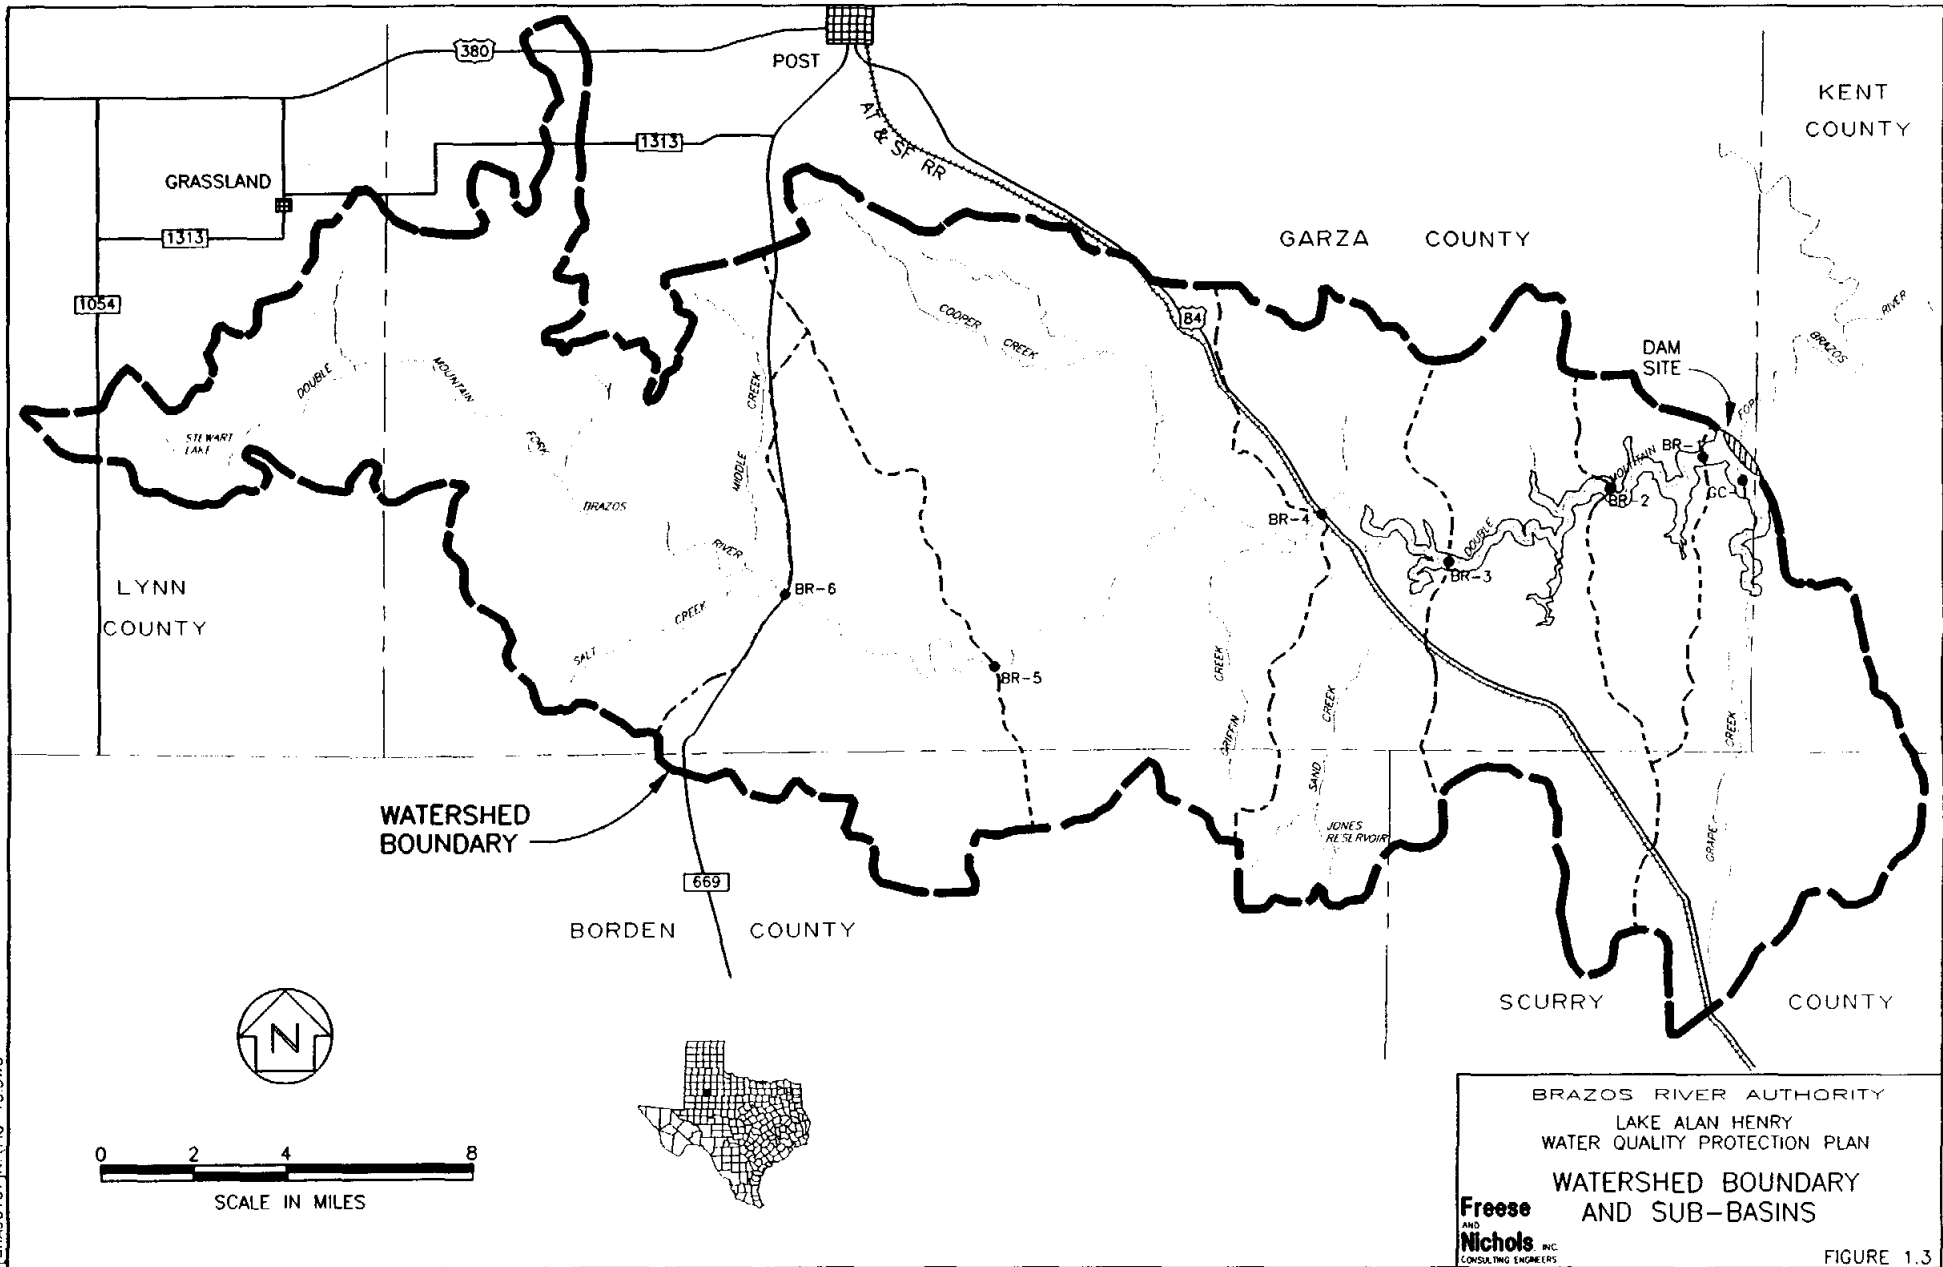 380
POST
KENT
COUNTY
AT & SF RR
1313
GRASSLAND
1313
GARZA COUNTY
1054
84
RIVER
BRAZOS
COOPER
CREEK
DAM
SITE
DOUBLE
MOUNTAIN
FORK
BRAZOS
RIVER
MIDDLE CREEK
STEWART
LAKE
BR-1
GC-1
BR-2
MOUNTAIN
DOUBLE
BR-4
BR-3
LYNN
COUNTY
BR-6
SALT CREEK
BR-5
GRIFFIN CREEK
SAND CREEK
GRAPE CREEK
JONES
RESERVOIR
WATERSHED
BOUNDARY
669
BORDEN COUNTY
SCURRY COUNTY
N
0 2 4 8
SCALE IN MILES
BRAZOS RIVER AUTHORITY
LAKE ALAN HENRY
WATER QUALITY PROTECTION PLAN
WATERSHED BOUNDARY
AND SUB-BASINS
Freese
AND
Nichols, INC.
CONSULTING ENGINEERS
FIGURE 1.3